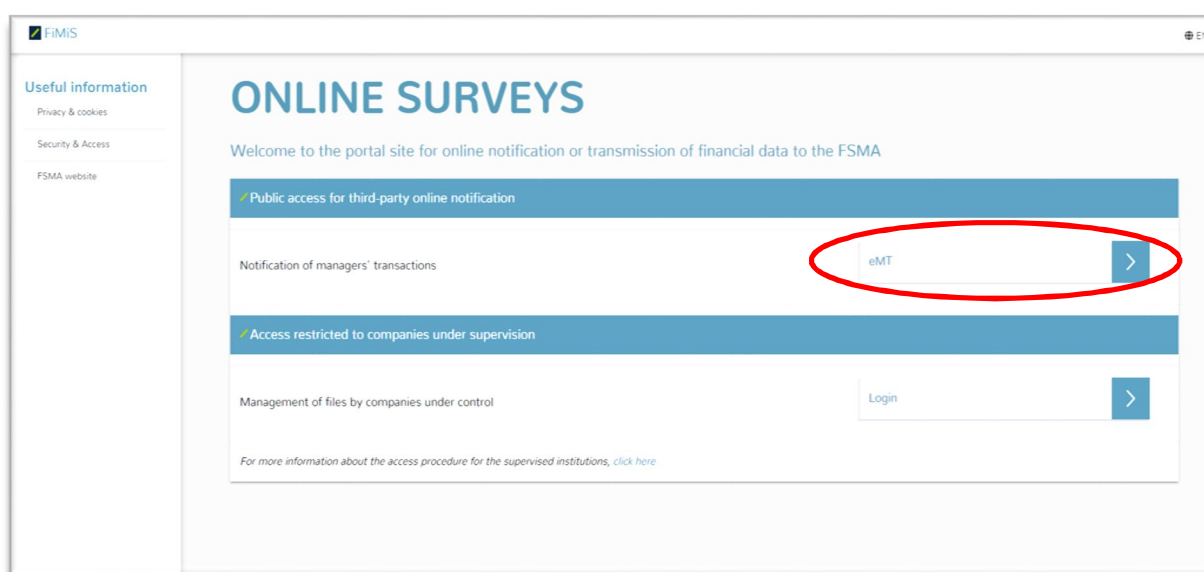 FiMiS
EN
Useful information
Privacy & cookies
Security & Access
FSMA website
ONLINE SURVEYS
Welcome to the portal site for online notification or transmission of financial data to the FSMA
Public access for third-party online notification
Notification of managers' transactions
eMT
Access restricted to companies under supervision
Management of files by companies under control
Login
For more information about the access procedure for the supervised institutions, click here